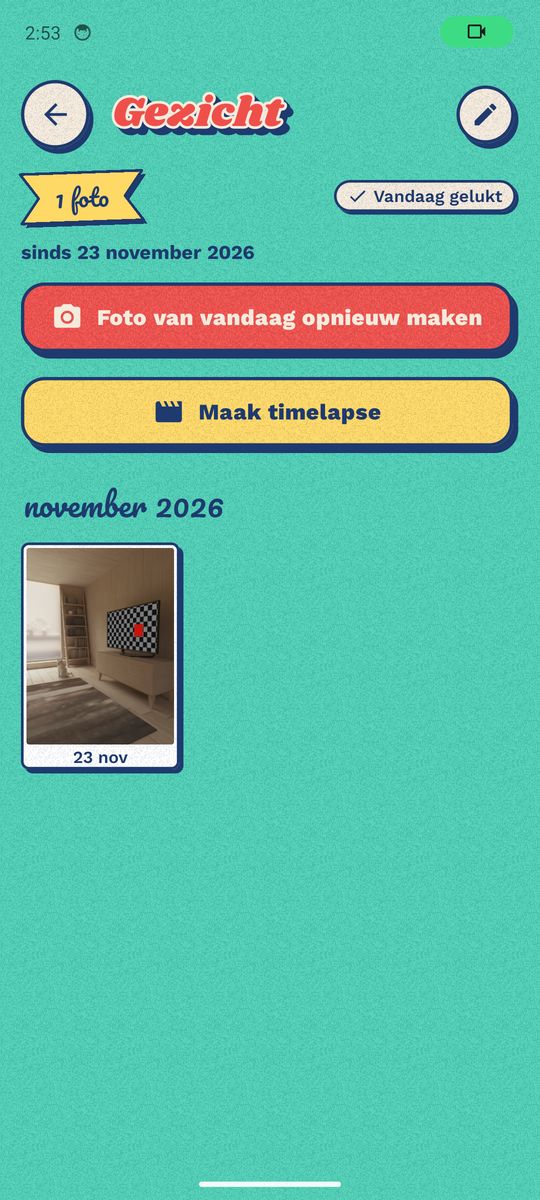 2:53
Gezicht
1 foto
Vandaag gelukt
sinds 23 november 2026
Foto van vandaag opnieuw maken
Maak timelapse
november 2026
23 nov